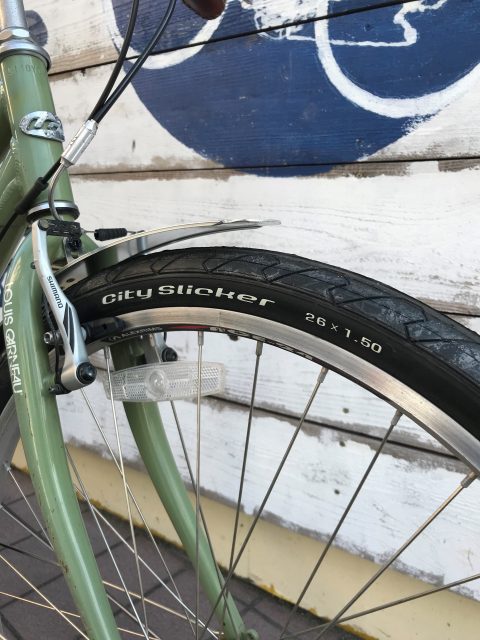 City Slicker
26 × 1.50
SHIMANO
LOUIS GARNEAU